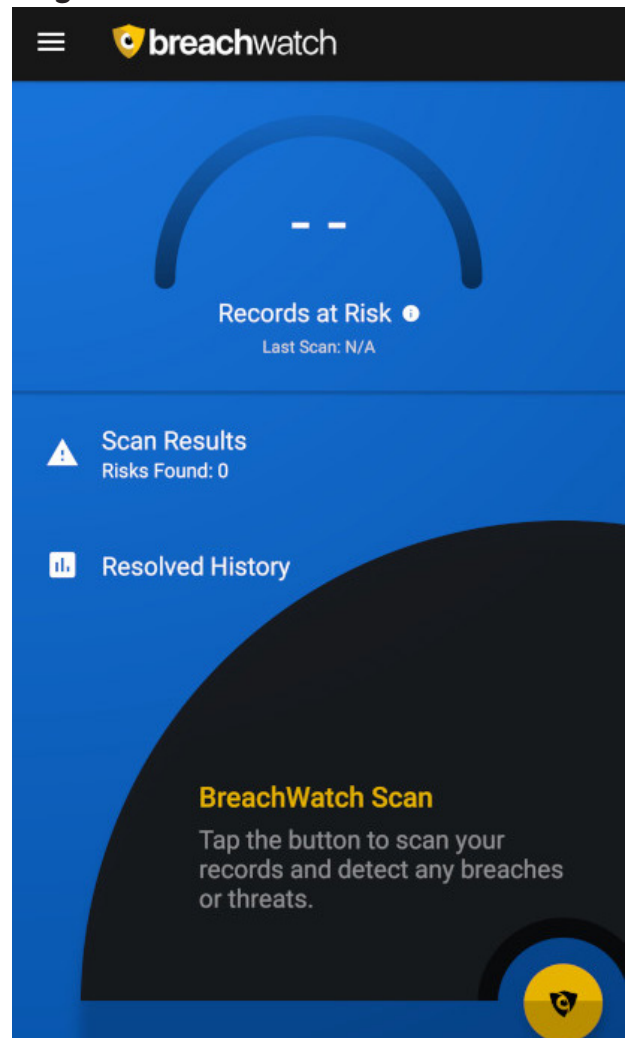 breachwatch
- -
Records at Risk
Last Scan: N/A
Scan Results
Risks Found: 0
Resolved History
BreachWatch Scan
Tap the button to scan your
records and detect any breaches
or threats.